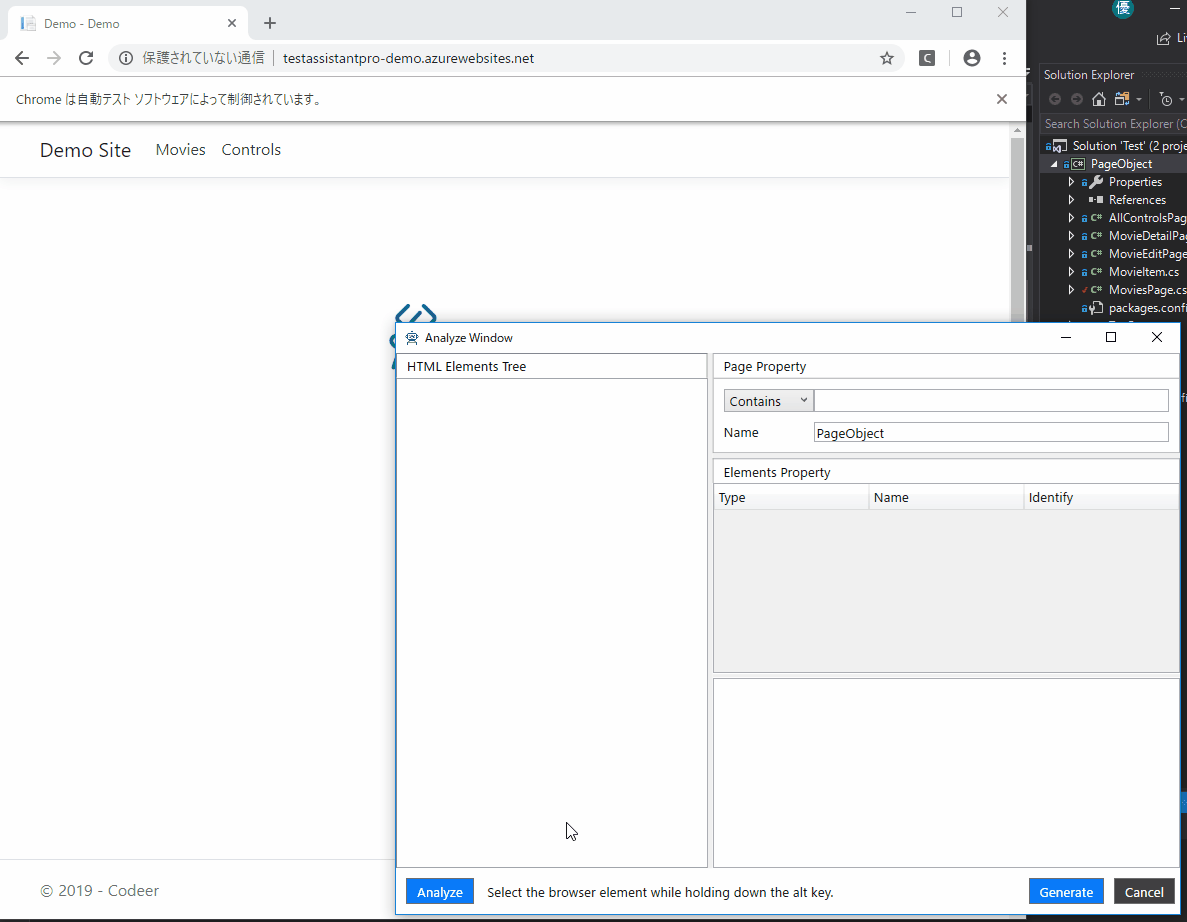 Demo - Demo
優
Li
保護されていない通信
testassistantpro-demo.azurewebsites.net
C
Solution Explorer
Chrome は自動テスト ソフトウェアによって制御されています。
Search Solution Explorer (C
Demo Site
Movies
Controls
Solution 'Test' (2 proje
C# PageObject
Properties
References
C# AllControlsPag
C# MovieDetailPag
C# MovieEditPage
C# MovieItem.cs
C# MoviesPage.cs
packages.confi
Analyze Window
HTML Elements Tree
Page Property
Contains
Name
PageObject
Elements Property
Type
Name
Identify
© 2019 - Codeer
Analyze
Select the browser element while holding down the alt key.
Generate
Cancel